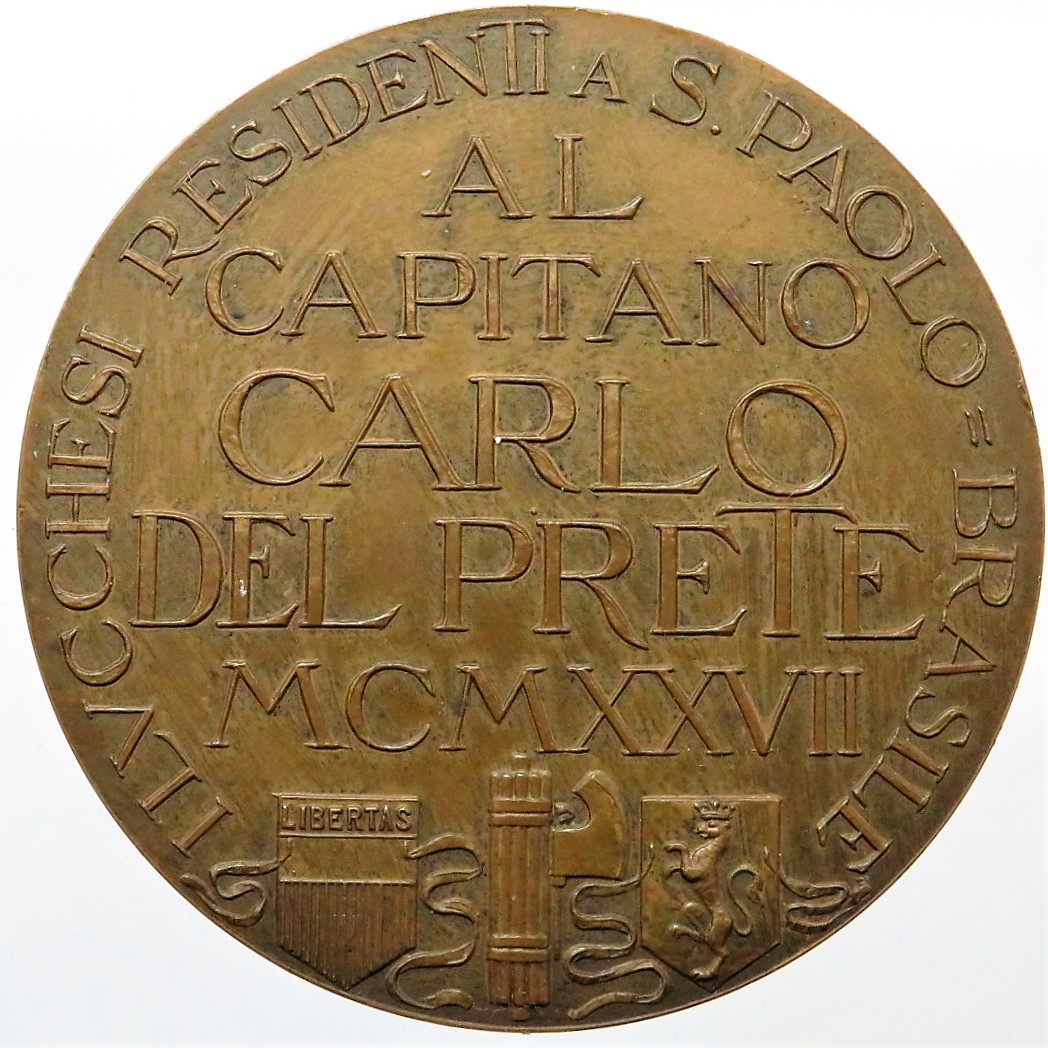 I LVCCHESI RESIDENTI A S. PAOLO = BRASILE
AL
CAPITANO
CARLO
DEL PRETE
MCMXXVII
LIBERTAS